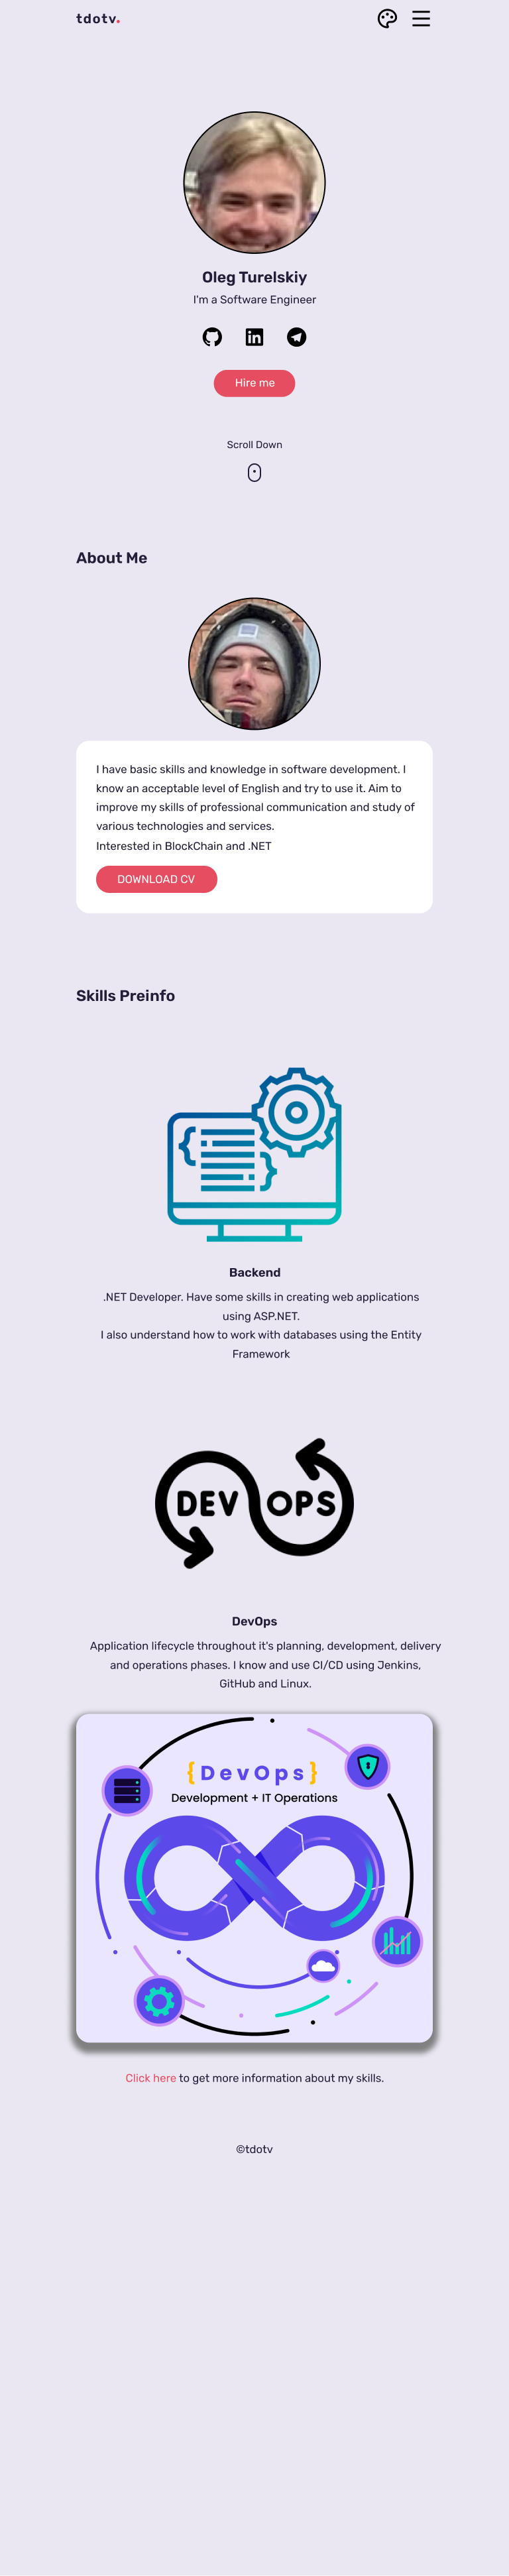 tdotv.
Oleg Turelskiy
I'm a Software Engineer
Hire me
Scroll Down
About Me
I have basic skills and knowledge in software development. I
know an acceptable level of English and try to use it. Aim to
improve my skills of professional communication and study of
various technologies and services.
Interested in BlockChain and .NET
DOWNLOAD CV
Skills Preinfo
Backend
.NET Developer. Have some skills in creating web applications
using ASP.NET.
I also understand how to work with databases using the Entity
Framework
DEV OPS
DevOps
Application lifecycle throughout it's planning, development, delivery
and operations phases. I know and use CI/CD using Jenkins,
GitHub and Linux.
{ DevOps }
Development + IT Operations
Click here to get more information about my skills.
©tdotv